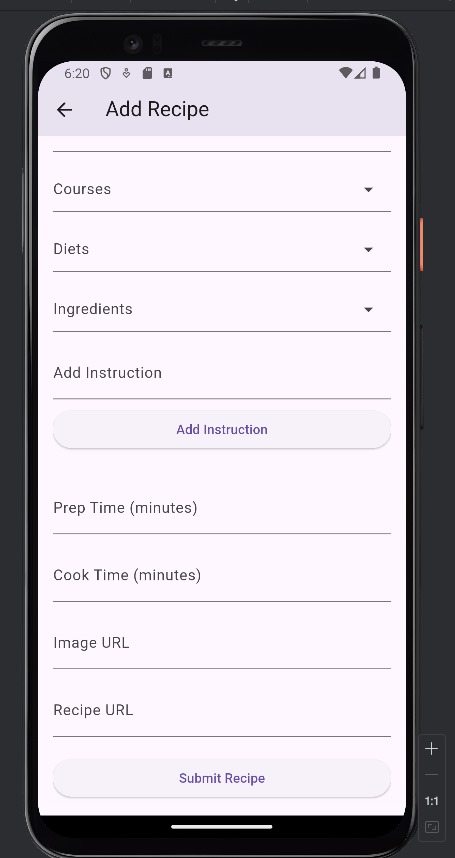 6:20
Add Recipe
Courses
Diets
Ingredients
Add Instruction
Add Instruction
Prep Time (minutes)
Cook Time (minutes)
Image URL
Recipe URL
Submit Recipe
1:1